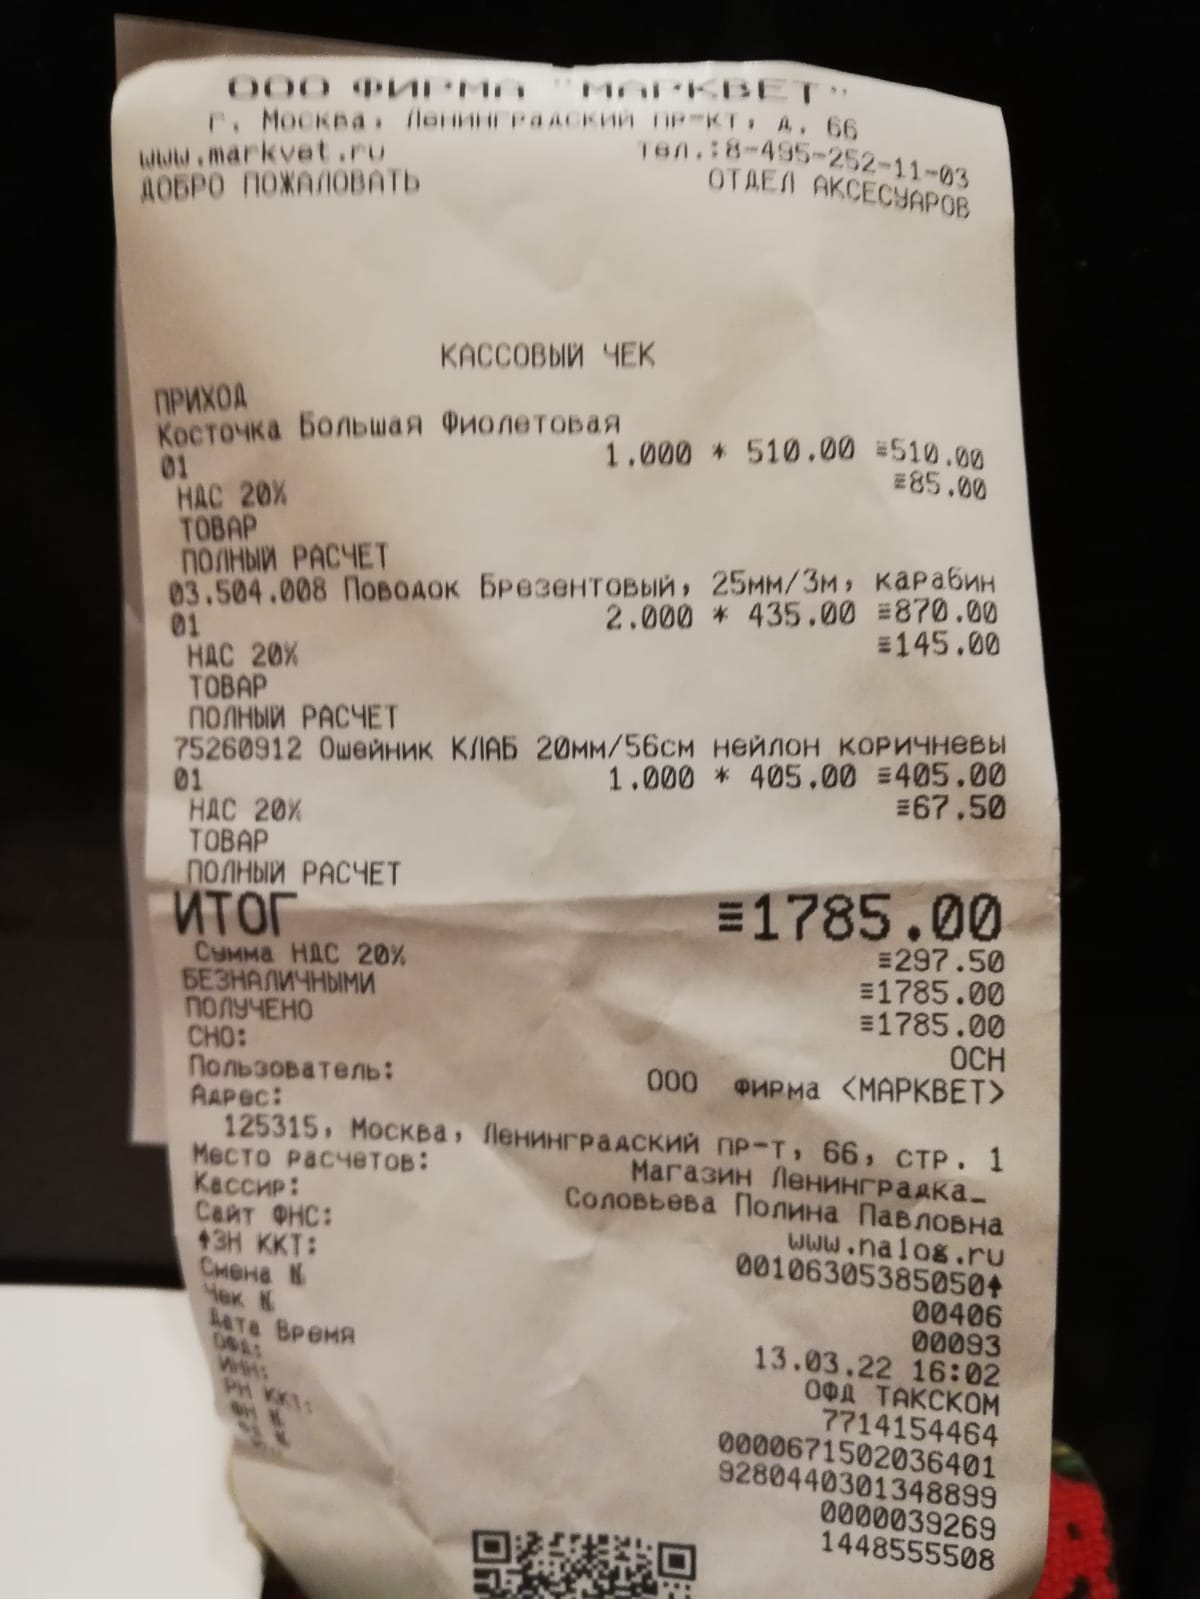 ООО ФИРМА "МАРКВЕТ"
г. Москва, Ленинградский пр-кт, д. 66
www.markvet.ru тел.:8-495-252-11-03
ДОБРО ПОЖАЛОВАТЬ ОТДЕЛ АКСЕСУАРОВ
КАССОВЫЙ ЧЕК
ПРИХОД
Косточка Большая Фиолетовая
01 1.000 * 510.00 ≡510.00
НДС 20% ≡85.00
ТОВАР
ПОЛНЫЙ РАСЧЕТ
03.504.008 Поводок Брезентовый, 25мм/3м, карабин
01 2.000 * 435.00 ≡870.00
НДС 20% ≡145.00
ТОВАР
ПОЛНЫЙ РАСЧЕТ
75260912 Ошейник КЛАБ 20мм/56см нейлон коричневы
01 1.000 * 405.00 ≡405.00
НДС 20% ≡67.50
ТОВАР
ПОЛНЫЙ РАСЧЕТ
ИТОГ ≡1785.00
Сумма НДС 20% ≡297.50
БЕЗНАЛИЧНЫМИ ≡1785.00
ПОЛУЧЕНО ≡1785.00
СНО: ОСН
Пользователь: ООО фирма <МАРКВЕТ>
Адрес:
125315, Москва, Ленинградский пр-т, 66, стр. 1
Место расчетов: Магазин Ленинградка_
Кассир: Соловьева Полина Павловна
Сайт ФНС: www.nalog.ru
↑ЗН ККТ: 00106305385050↑
Смена № 00406
Чек № 00093
Дата Время 13.03.22 16:02
ОФД: ОФД ТАКСКОМ
ИНН: 7714154464
РН ККТ: 0000671502036401
ФН № 9280440301348899
0000039269
1448555508